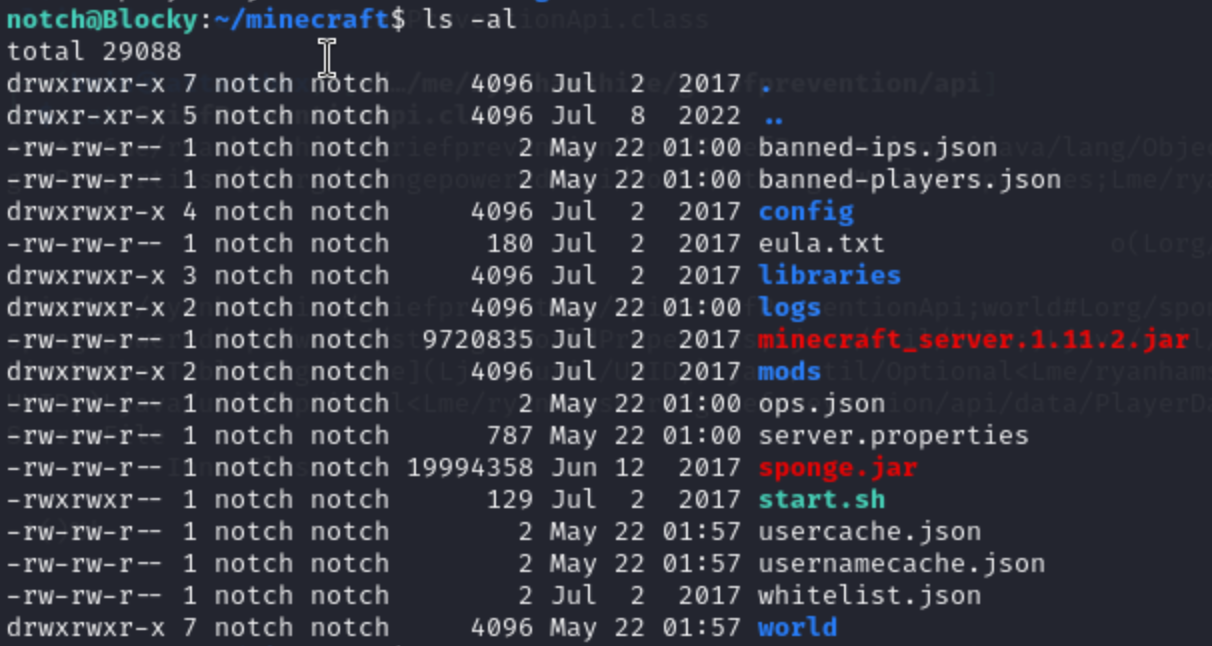 notch@Blocky:~/minecraft$ ls -al
total 29088
drwxrwxr-x 7 notch notch     4096 Jul  2  2017 .
drwxr-xr-x 5 notch notch     4096 Jul  8  2022 ..
-rw-rw-r-- 1 notch notch        2 May 22 01:00 banned-ips.json
-rw-rw-r-- 1 notch notch        2 May 22 01:00 banned-players.json
drwxrwxr-x 4 notch notch     4096 Jul  2  2017 config
-rw-rw-r-- 1 notch notch      180 Jul  2  2017 eula.txt
drwxrwxr-x 3 notch notch     4096 Jul  2  2017 libraries
drwxrwxr-x 2 notch notch     4096 May 22 01:00 logs
-rw-rw-r-- 1 notch notch  9720835 Jul  2  2017 minecraft_server.1.11.2.jar
drwxrwxr-x 2 notch notch     4096 Jul  2  2017 mods
-rw-rw-r-- 1 notch notch        2 May 22 01:00 ops.json
-rw-rw-r-- 1 notch notch      787 May 22 01:00 server.properties
-rw-rw-r-- 1 notch notch 19994358 Jun 12  2017 sponge.jar
-rwxrwxr-- 1 notch notch      129 Jul  2  2017 start.sh
-rw-rw-r-- 1 notch notch        2 May 22 01:57 usercache.json
-rw-rw-r-- 1 notch notch        2 May 22 01:57 usernamecache.json
-rw-rw-r-- 1 notch notch        2 Jul  2  2017 whitelist.json
drwxrwxr-x 7 notch notch     4096 May 22 01:57 world